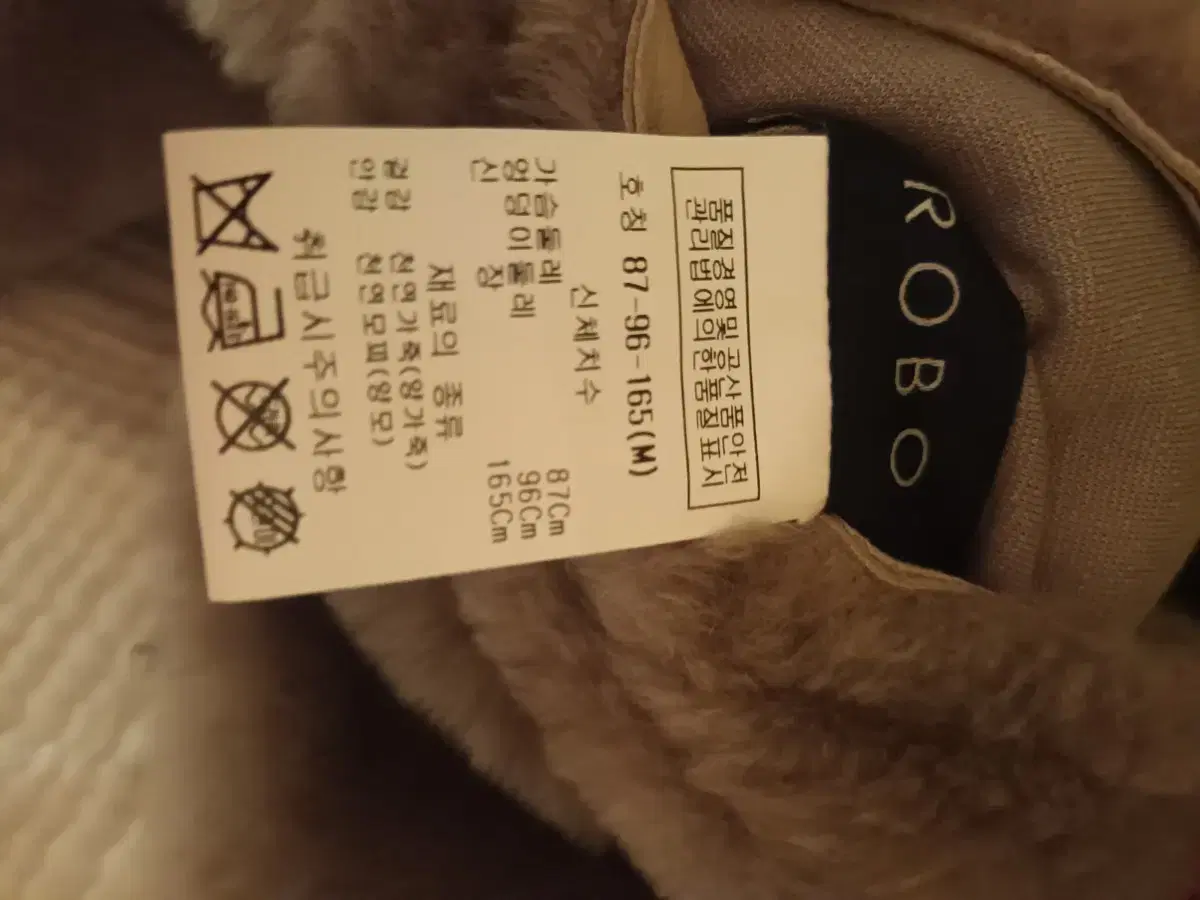 ROBO
품질경영및 공산품안전
관리법에의한품질표시
호칭 87-96-165(M)
신체치수
가슴둘레 87Cm
엉덩이둘레 96Cm
신 장 165Cm
재료의 종류
겉감 천연가죽(양가죽)
안감 천연모피(양모)
취급시주의사항